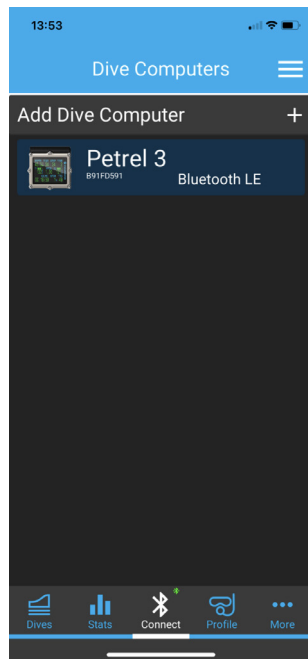 13:53
Dive Computers
Add Dive Computer +
Petrel 3
B91FD591
Bluetooth LE
Dives Stats Connect Profile More